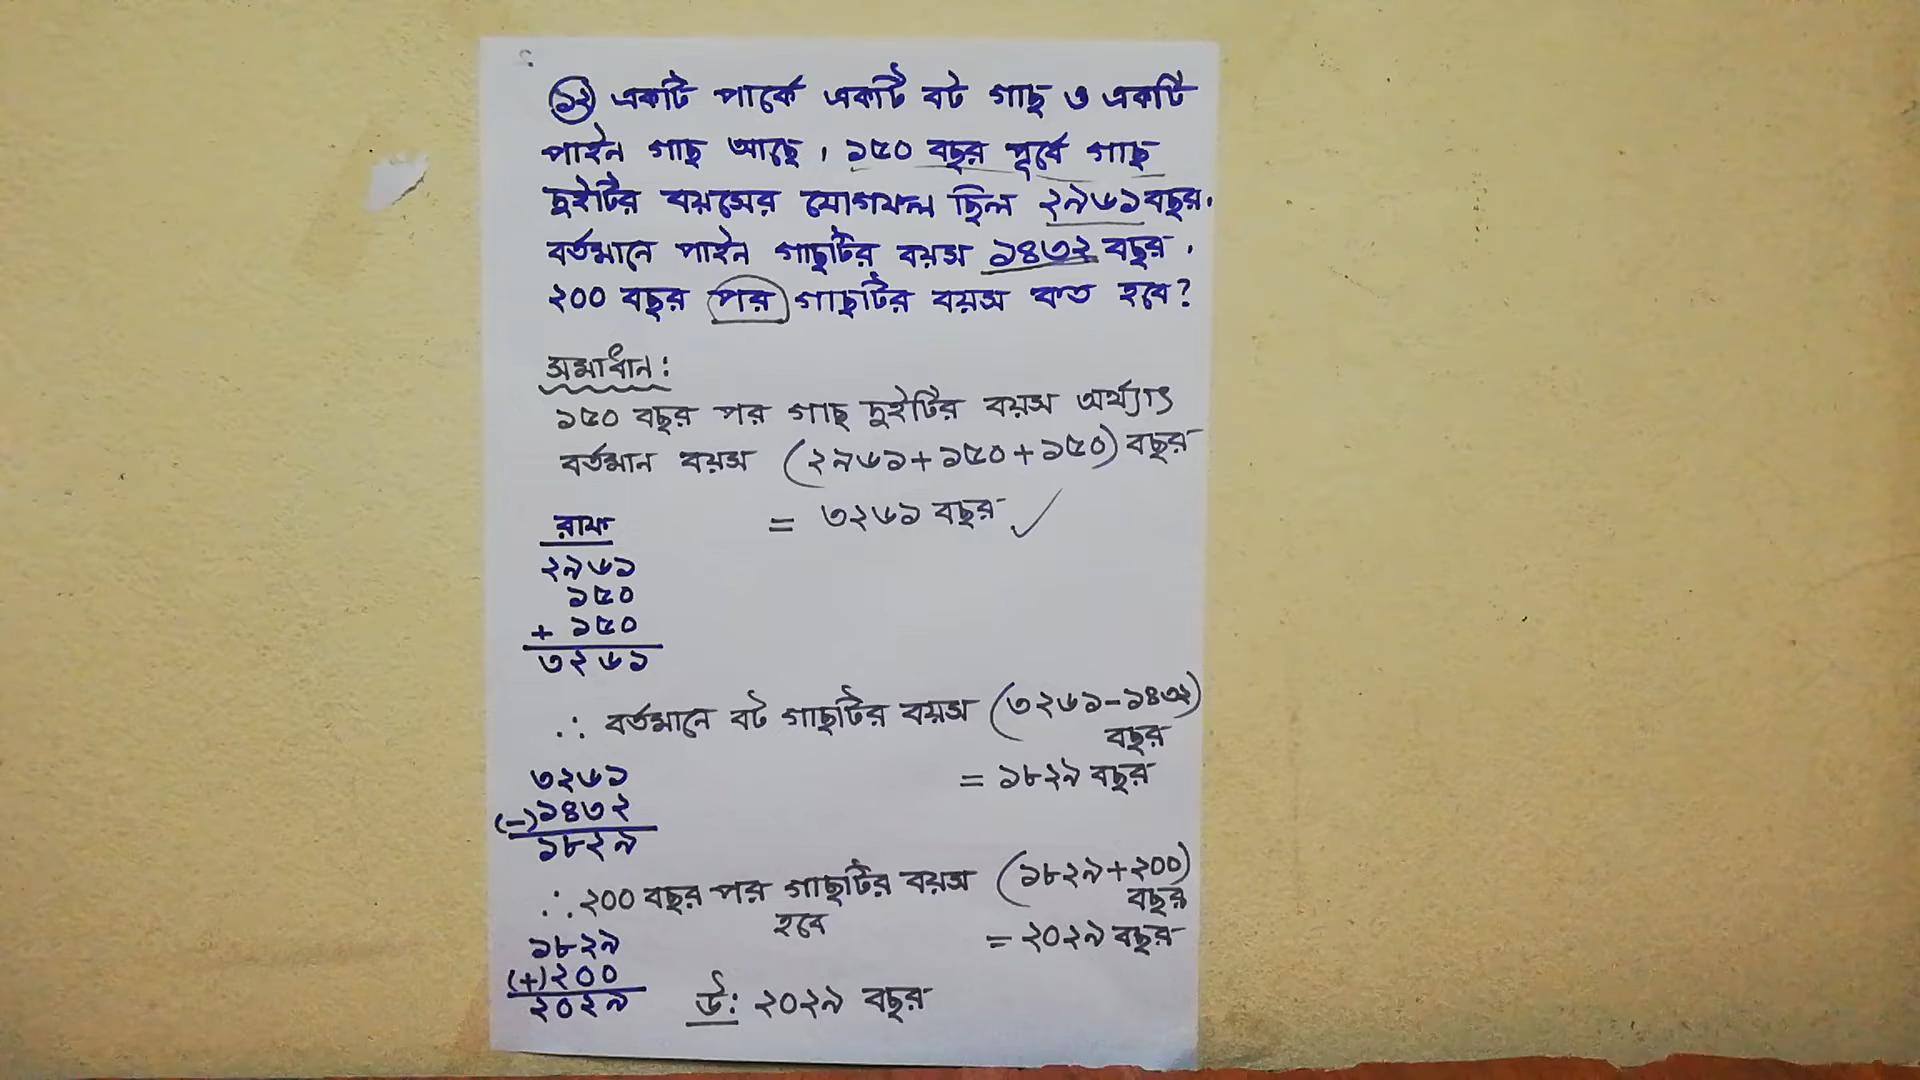 ১২ একটি পার্কে একটি বট গাছ ও একটি
পাইন গাছ আছে। ১৫০ বছর পূর্বে গাছ
দুইটির বয়সের যোগফল ছিল ২৯৬১ বছর।
বর্তমানে পাইন গাছটির বয়স ১৪৩২ বছর।
২০০ বছর পর গাছটির বয়স কত হবে?
সমাধান:
১৫০ বছর পর গাছ দুইটির বয়স অর্থ্যাৎ
বর্তমান বয়স (২৯৬১+১৫০+১৫০) বছর
= ৩২৬১ বছর ✓
রাফ
২৯৬১
১৫০
+ ১৫০
৩২৬১
∴ বর্তমানে বট গাছটির বয়স (৩২৬১-১৪৩২)
বছর
= ১৮২৯ বছর
৩২৬১
(-) ১৪৩২
১৮২৯
∴ ২০০ বছর পর গাছটির বয়স (১৮২৯+২০০)
হবে বছর
= ২০২৯ বছর
১৮২৯
(+) ২০০
২০২৯
উ: ২০২৯ বছর